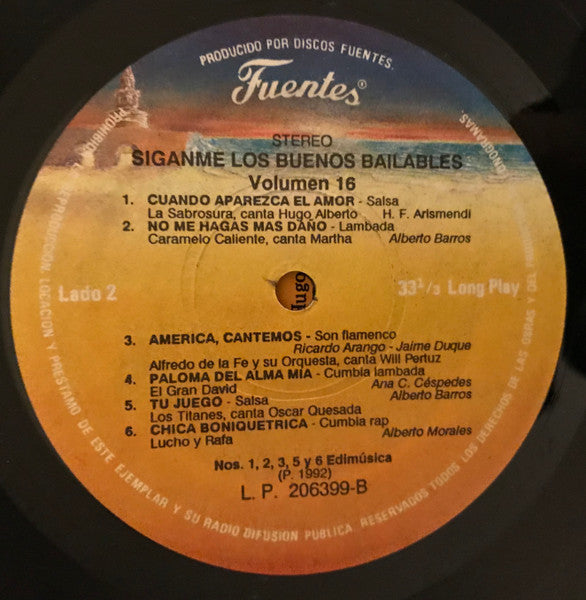 PRODUCIDO POR DISCOS FUENTES.
Fuentes®
STEREO
SIGANME LOS BUENOS BAILABLES
Volumen 16
1. CUANDO APAREZCA EL AMOR - Salsa
La Sabrosura, canta Hugo Alberto H. F. Arismendi
2. NO ME HAGAS MAS DAÑO - Lambada
Caramelo Caliente, canta Martha Alberto Barros
Lado 2
33 1/3 Long Play
3. AMERICA, CANTEMOS - Son flamenco
Ricardo Arango - Jaime Duque
Alfredo de la Fe y su Orquesta, canta Will Pertuz
4. PALOMA DEL ALMA MIA - Cumbia lambada
El Gran David Ana C. Céspedes
5. TU JUEGO - Salsa Alberto Barros
Los Titanes, canta Oscar Quesada
6. CHICA BONIQUETRICA - Cumbia rap
Lucho y Rafa Alberto Morales
Nos. 1, 2, 3, 5 y 6 Edimúsica
(P. 1992)
L.P. 206399-B
REPRODUCCION, LOCACION Y PRESTAMO DE ESTE EJEMPLAR Y SU RADIO DIFUSION PUBLICA. RESERVADOS TODOS LOS DERECHOS DE LAS OBRAS Y DEL
PROHIBIDO